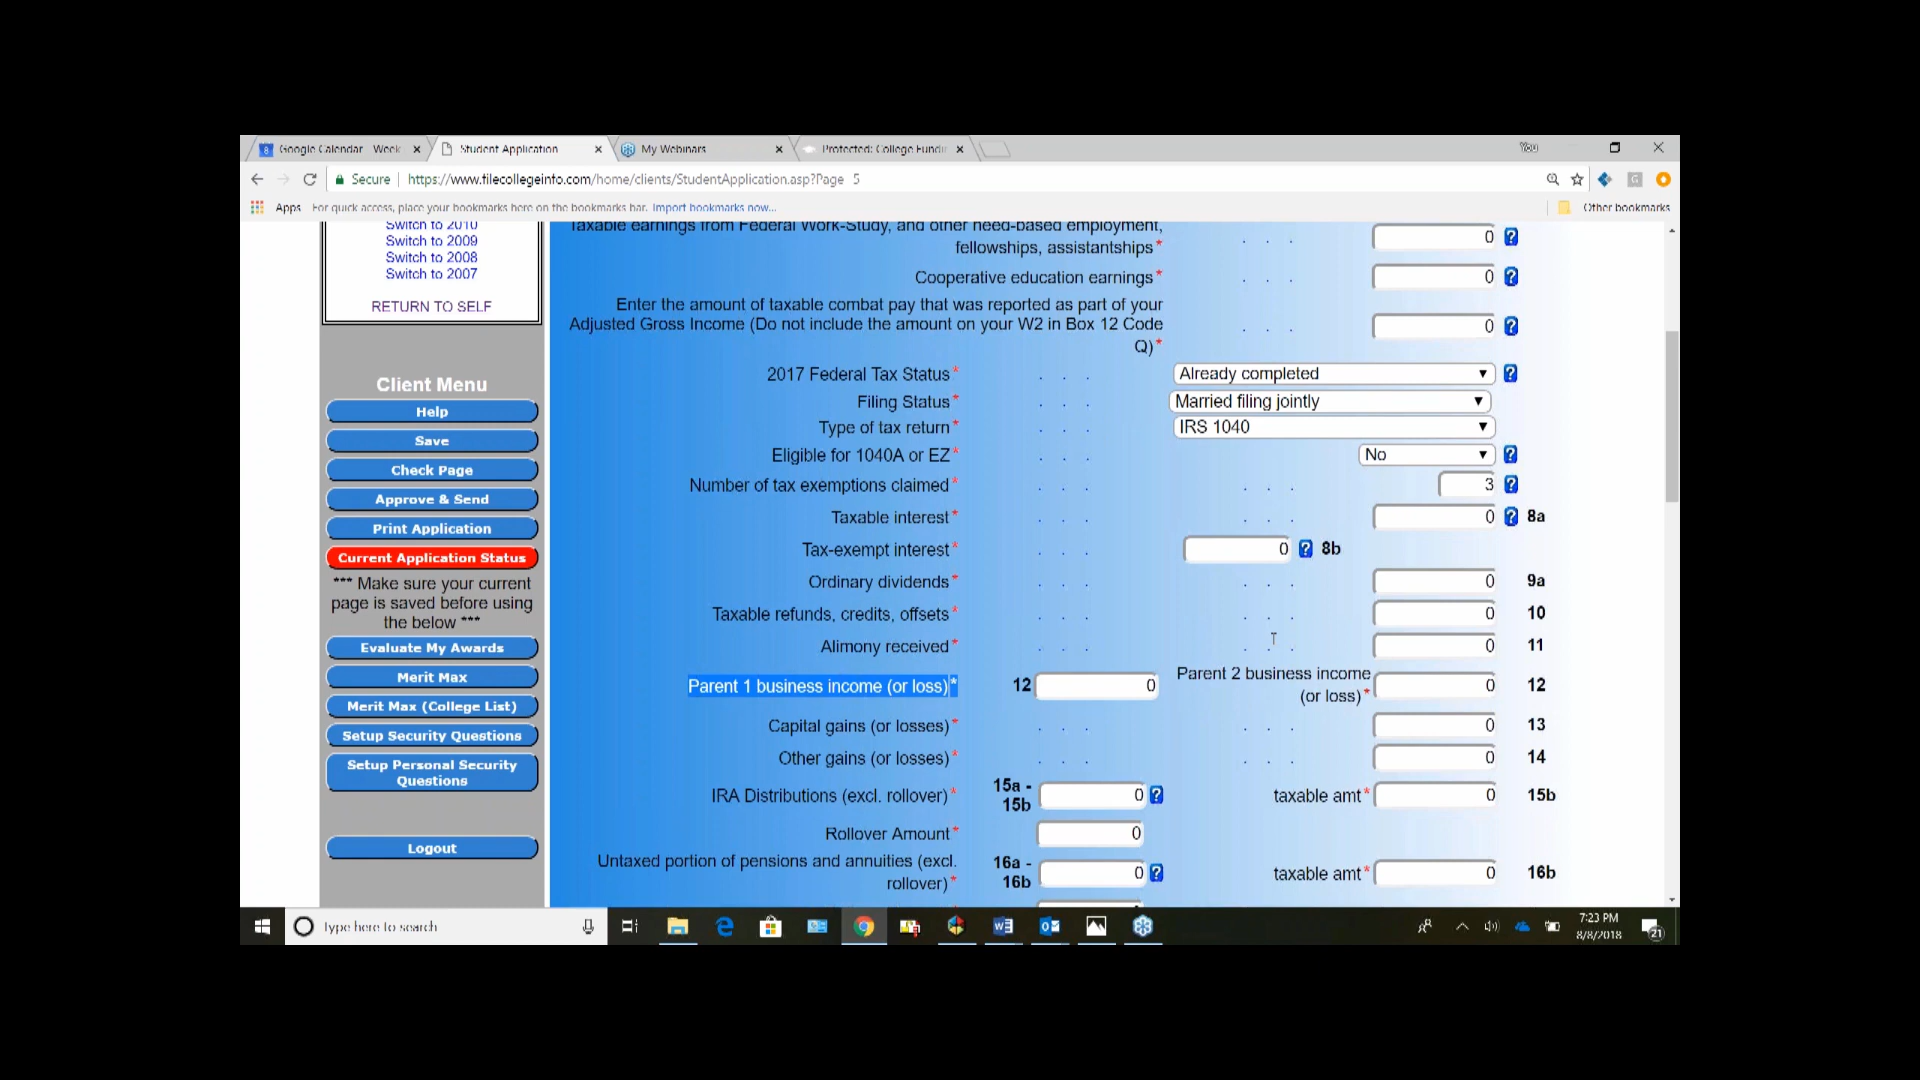 Google Calendar Week
Student Application
My Webinars
Protected: College Fundi
You
Secure
https://www.filecollegeinfo.com/home/clients/StudentApplication.asp?Page 5
Apps
For quick access, place your bookmarks here on the bookmarks bar. Import bookmarks now...
Other bookmarks
Switch to 2010
Switch to 2009
Switch to 2008
Switch to 2007
RETURN TO SELF
Client Menu
Help
Save
Check Page
Approve & Send
Print Application
Current Application Status
*** Make sure your current
page is saved before using
the below ***
Evaluate My Awards
Merit Max
Merit Max (College List)
Setup Security Questions
Setup Personal Security
Questions
Logout
Taxable earnings from Federal Work-Study, and other need-based employment,
fellowships, assistantships* . . . 0 ?
Cooperative education earnings* . . . 0 ?
Enter the amount of taxable combat pay that was reported as part of your
Adjusted Gross Income (Do not include the amount on your W2 in Box 12 Code . . . 0 ?
Q)*
2017 Federal Tax Status* . . . Already completed ?
Filing Status* . . . Married filing jointly
Type of tax return* . . . IRS 1040
Eligible for 1040A or EZ* . . . No ?
Number of tax exemptions claimed* . . . . . . 3 ?
Taxable interest* . . . . . . 0 ? 8a
Tax-exempt interest* . . . 0 ? 8b
Ordinary dividends* . . . . . . 0 9a
Taxable refunds, credits, offsets* . . . . . . 0 10
Alimony received* . . . . . . 0 11
Parent 1 business income (or loss)* 12 0 Parent 2 business income
(or loss)* 0 12
Capital gains (or losses)* . . . . . . 0 13
Other gains (or losses)* . . . . . . 0 14
IRA Distributions (excl. rollover)* 15a -
15b 0 ? taxable amt* 0 15b
Rollover Amount* 0
Untaxed portion of pensions and annuities (excl.
rollover)* 16a -
16b 0 ? taxable amt* 0 16b
Type here to search
7:23 PM
8/8/2018
21